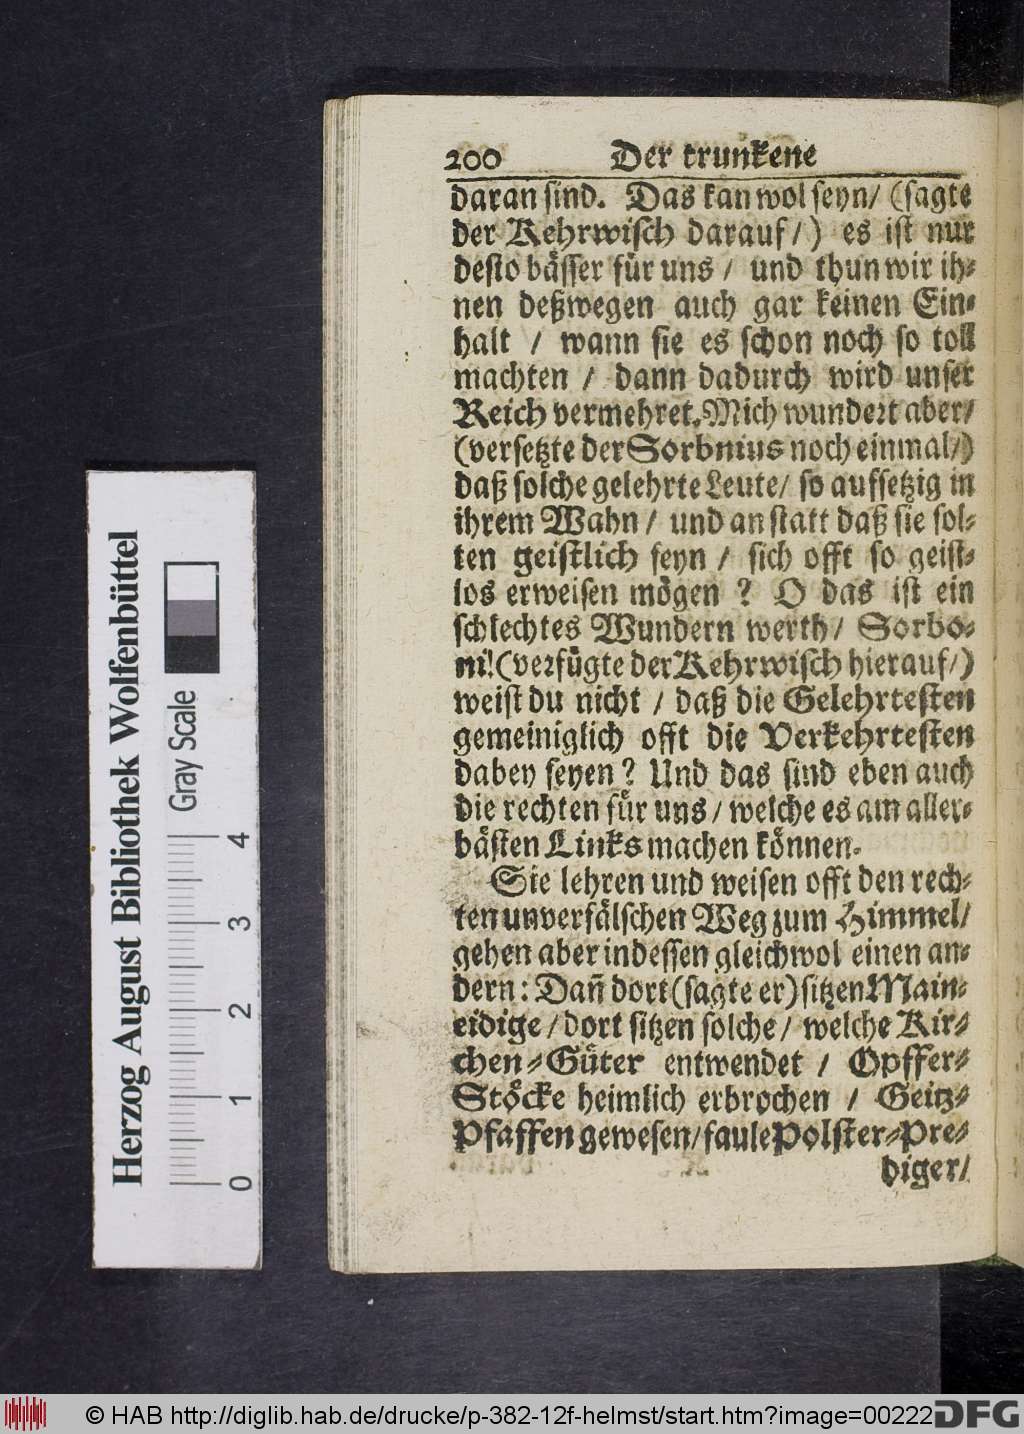 200 Der trunkene
daran sind. Das kan wol seyn/ (sagte
der Kehrwisch darauf/) es ist nur
desto bässer für uns / und thun wir ih-
nen deßwegen auch gar keinen Ein-
halt / wann sie es schon noch so toll
machten / dann dadurch wird unser
Reich vermehret. Mich wundert aber/
(versetzte der Sorbnius noch einmal/)
daß solche gelehrte Leute/ so aufsetzig in
ihrem Wahn / und an statt daß sie sol-
ten geistlich seyn / sich offt so geist-
los erweisen mögen ? O das ist ein
schlechtes Wundern werth/ Sorbo-
ni! (verfügte der Kehrwisch hierauf/)
weist du nicht / daß die Gelehrtesten
gemeiniglich offt die Verkehrtesten
dabey seyen? Und das sind eben auch
die rechten für uns/ welche es am aller-
bästen Links machen können.
Sie lehren und weisen offt den rech-
ten unverfälschen Weg zum Himmel/
gehen aber indessen gleichwol einen an-
dern: Dañ dort (sagte er) sitzen Main-
eidige / dort sitzen solche / welche Kir-
chen-Güter entwendet / Opffer-
Stöcke heimlich erbrochen / Geitz-
Pfaffen gewesen/ faule Polster-Pre-
diger/
Herzog August Bibliothek Wolfenbüttel
Gray Scale
0 1 2 3 4
© HAB http://diglib.hab.de/drucke/p-382-12f-helmst/start.htm?image=00222
DFG